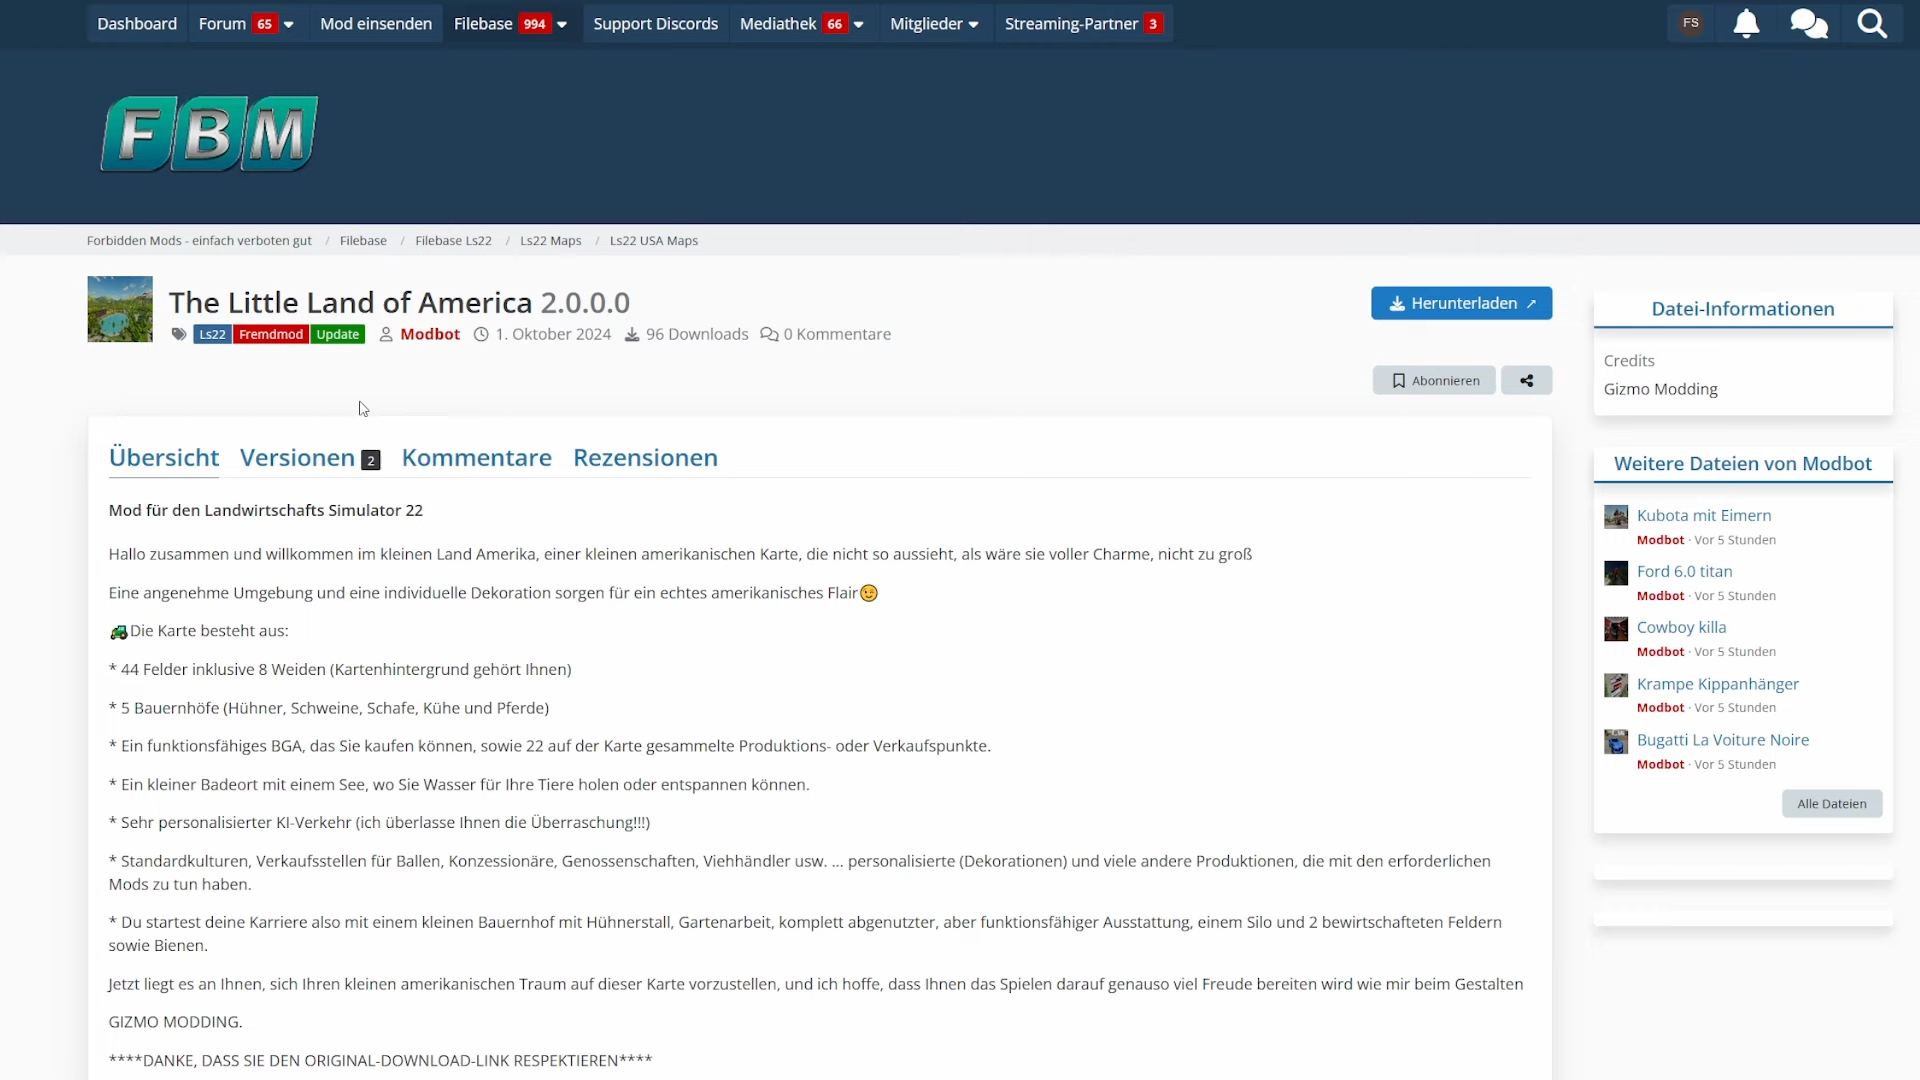 Dashboard Forum 65 Mod einsenden Filebase 994 Support Discords Mediathek 66 Mitglieder Streaming-Partner 3 FS
FBM
Forbidden Mods - einfach verboten gut / Filebase / Filebase Ls22 / Ls22 Maps / Ls22 USA Maps
The Little Land of America 2.0.0.0
Ls22 Fremdmod Update Modbot 1. Oktober 2024 96 Downloads 0 Kommentare
Herunterladen
Abonnieren
Übersicht Versionen 2 Kommentare Rezensionen
Mod für den Landwirtschafts Simulator 22
Hallo zusammen und willkommen im kleinen Land Amerika, einer kleinen amerikanischen Karte, die nicht so aussieht, als wäre sie voller Charme, nicht zu groß
Eine angenehme Umgebung und eine individuelle Dekoration sorgen für ein echtes amerikanisches Flair😉
🚜Die Karte besteht aus:
* 44 Felder inklusive 8 Weiden (Kartenhintergrund gehört Ihnen)
* 5 Bauernhöfe (Hühner, Schweine, Schafe, Kühe und Pferde)
* Ein funktionsfähiges BGA, das Sie kaufen können, sowie 22 auf der Karte gesammelte Produktions- oder Verkaufspunkte.
* Ein kleiner Badeort mit einem See, wo Sie Wasser für Ihre Tiere holen oder entspannen können.
* Sehr personalisierter KI-Verkehr (ich überlasse Ihnen die Überraschung!!!)
* Standardkulturen, Verkaufsstellen für Ballen, Konzessionäre, Genossenschaften, Viehhändler usw. ... personalisierte (Dekorationen) und viele andere Produktionen, die mit den erforderlichen
Mods zu tun haben.
* Du startest deine Karriere also mit einem kleinen Bauernhof mit Hühnerstall, Gartenarbeit, komplett abgenutzter, aber funktionsfähiger Ausstattung, einem Silo und 2 bewirtschafteten Feldern
sowie Bienen.
Jetzt liegt es an Ihnen, sich Ihren kleinen amerikanischen Traum auf dieser Karte vorzustellen, und ich hoffe, dass Ihnen das Spielen darauf genauso viel Freude bereiten wird wie mir beim Gestalten
GIZMO MODDING.
****DANKE, DASS SIE DEN ORIGINAL-DOWNLOAD-LINK RESPEKTIEREN****
Datei-Informationen
Credits
Gizmo Modding
Weitere Dateien von Modbot
Kubota mit Eimern
Modbot · Vor 5 Stunden
Ford 6.0 titan
Modbot · Vor 5 Stunden
Cowboy killa
Modbot · Vor 5 Stunden
Krampe Kippanhänger
Modbot · Vor 5 Stunden
Bugatti La Voiture Noire
Modbot · Vor 5 Stunden
Alle Dateien